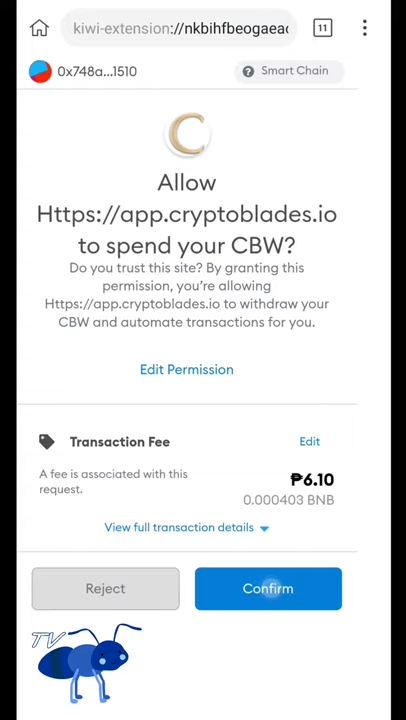 kiwi-extension://nkbihfbeogaeao
11
0x748a...1510
? Smart Chain
C
Allow
Https://app.cryptoblades.io
to spend your CBW?
Do you trust this site? By granting this
permission, you're allowing
Https://app.cryptoblades.io to withdraw your
CBW and automate transactions for you.
Edit Permission
Transaction Fee
Edit
A fee is associated with this
request.
₱6.10
0.000403 BNB
View full transaction details
Reject
Confirm
TV